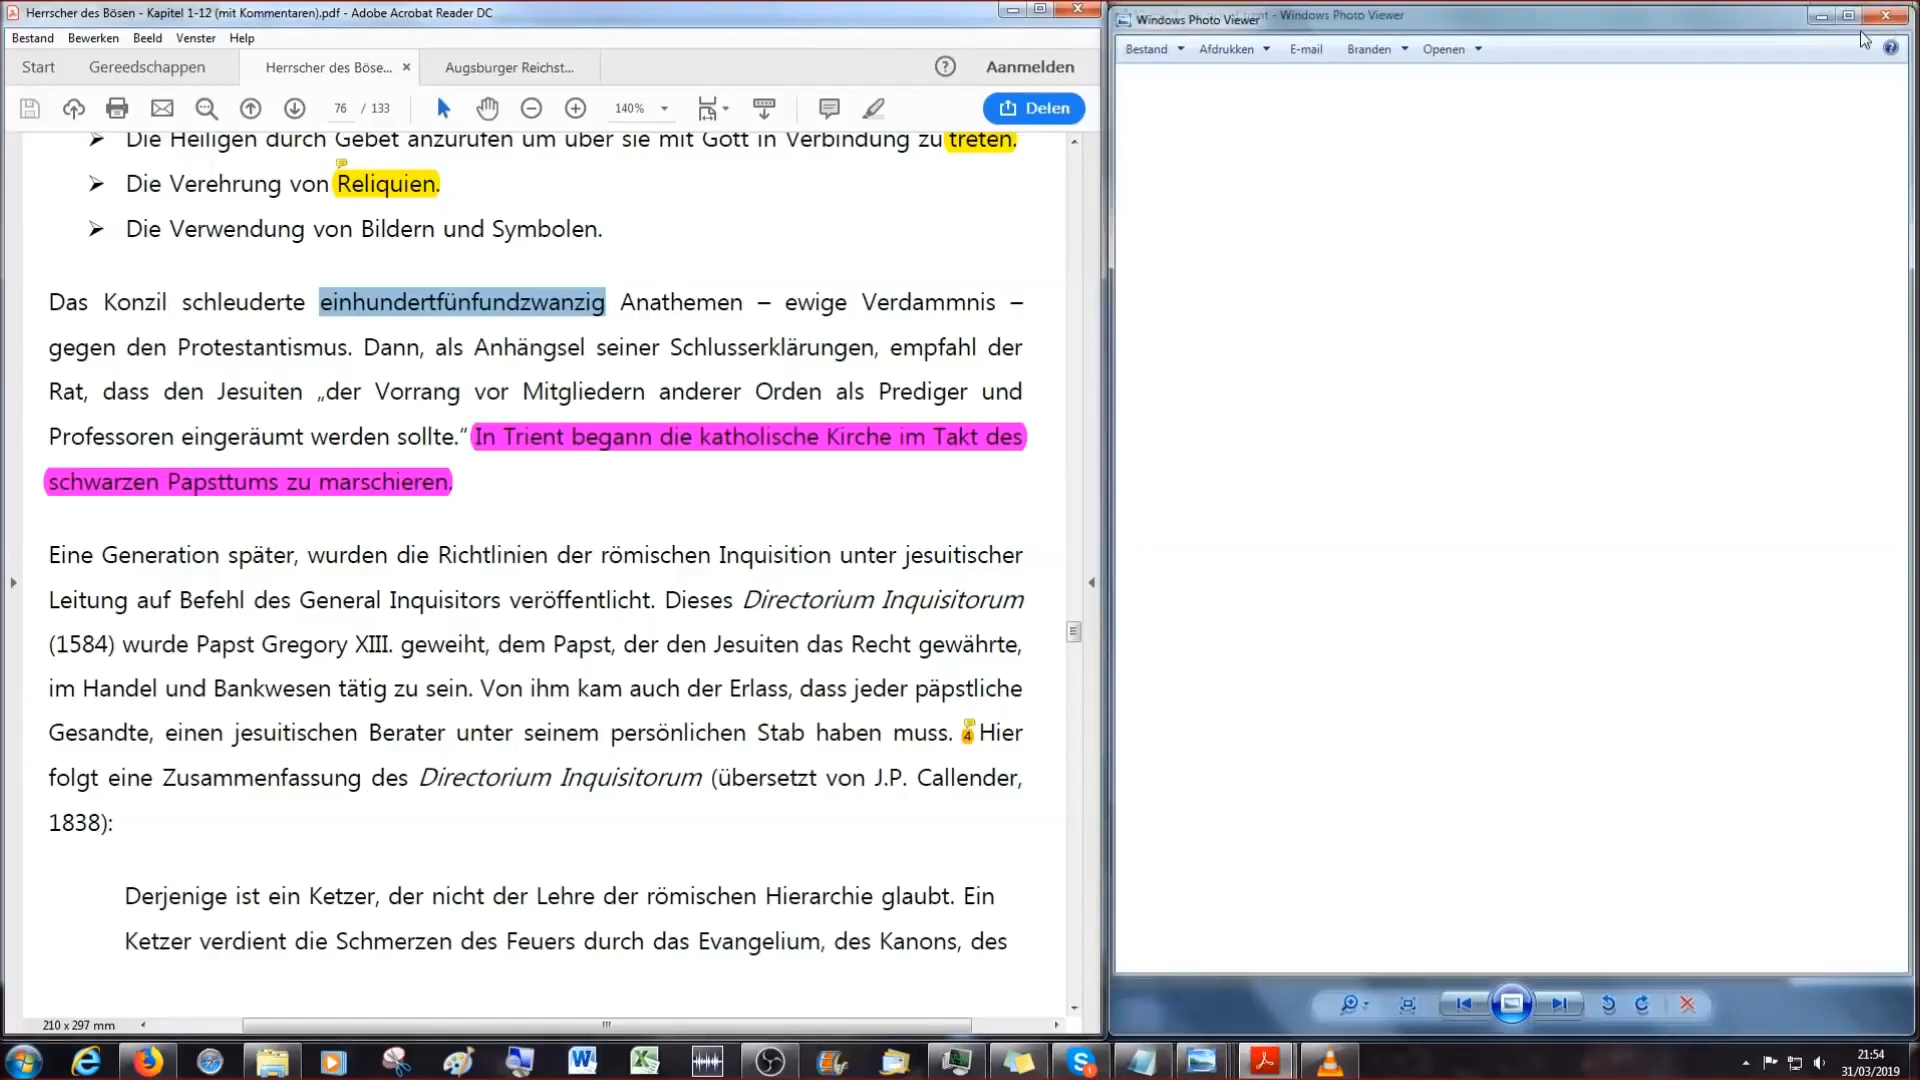 Herrscher des Bösen - Kapitel 1-12 (mit Kommentaren).pdf - Adobe Acrobat Reader DC
Bestand Bewerken Beeld Venster Help
Start Gereedschappen Herrscher des Böse... × Augsburger Reichst... Aanmelden
76 / 133 140% Delen
➢ Die Heiligen durch Gebet anzurufen um über sie mit Gott in Verbindung zu treten.
➢ Die Verehrung von Reliquien.
➢ Die Verwendung von Bildern und Symbolen.
Das Konzil schleuderte einhundertfünfundzwanzig Anathemen – ewige Verdammnis –
gegen den Protestantismus. Dann, als Anhängsel seiner Schlusserklärungen, empfahl der
Rat, dass den Jesuiten „der Vorrang vor Mitgliedern anderer Orden als Prediger und
Professoren eingeräumt werden sollte.“ In Trient begann die katholische Kirche im Takt des
schwarzen Papsttums zu marschieren.
Eine Generation später, wurden die Richtlinien der römischen Inquisition unter jesuitischer
Leitung auf Befehl des General Inquisitors veröffentlicht. Dieses Directorium Inquisitorum
(1584) wurde Papst Gregory XIII. geweiht, dem Papst, der den Jesuiten das Recht gewährte,
im Handel und Bankwesen tätig zu sein. Von ihm kam auch der Erlass, dass jeder päpstliche
Gesandte, einen jesuitischen Berater unter seinem persönlichen Stab haben muss. 4 Hier
folgt eine Zusammenfassung des Directorium Inquisitorum (übersetzt von J.P. Callender,
1838):
Derjenige ist ein Ketzer, der nicht der Lehre der römischen Hierarchie glaubt. Ein
Ketzer verdient die Schmerzen des Feuers durch das Evangelium, des Kanons, des
210 x 297 mm
Windows Photo Viewer - Windows Photo Viewer
Bestand Afdrukken E-mail Branden Openen
21:54
31/03/2019